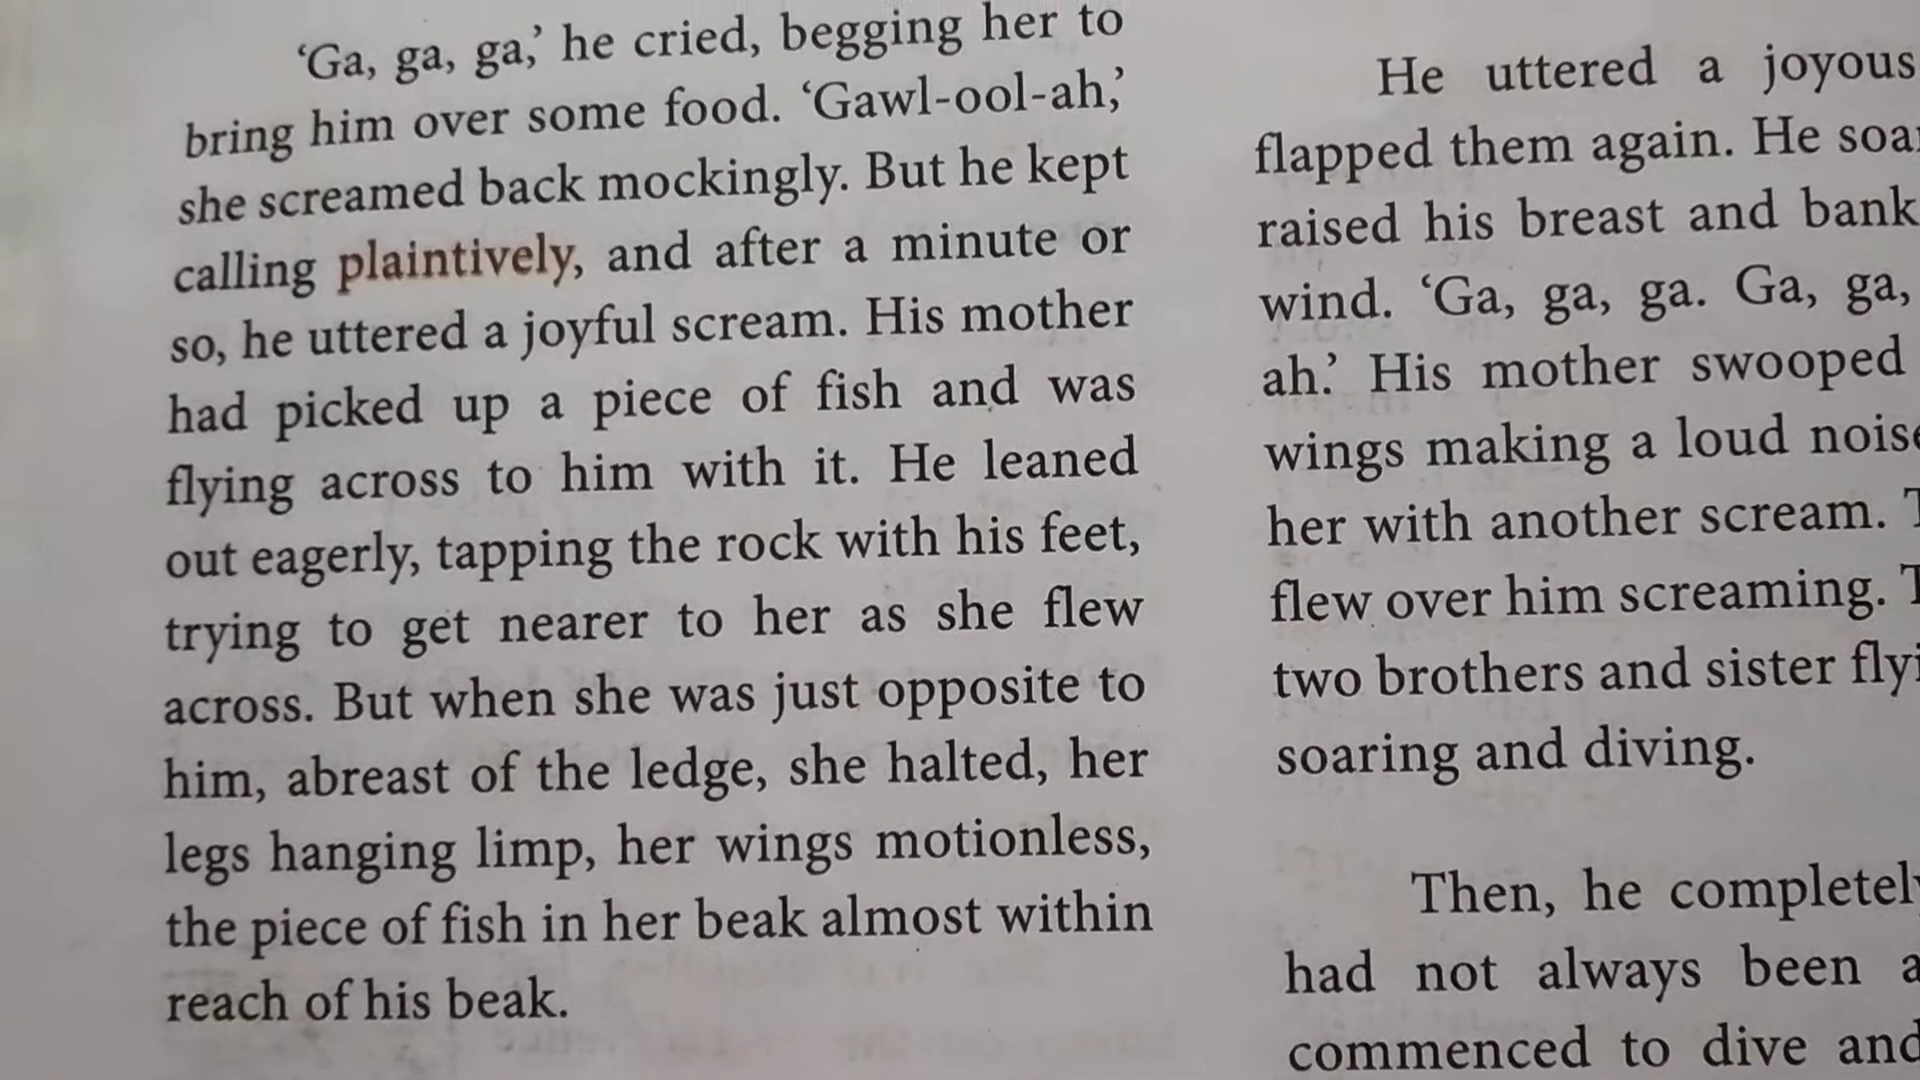 ‘Ga, ga, ga,’ he cried, begging her to
bring him over some food. ‘Gawl-ool-ah,’
she screamed back mockingly. But he kept
calling plaintively, and after a minute or
so, he uttered a joyful scream. His mother
had picked up a piece of fish and was
flying across to him with it. He leaned
out eagerly, tapping the rock with his feet,
trying to get nearer to her as she flew
across. But when she was just opposite to
him, abreast of the ledge, she halted, her
legs hanging limp, her wings motionless,
the piece of fish in her beak almost within
reach of his beak.
He uttered a joyous
flapped them again. He
raised his breast and
wind. ‘Ga, ga, ga. Ga, ga,
ah.’ His mother swooped
wings making a loud
her with another scream.
flew over him screaming.
two brothers and sister
soaring and diving.
Then, he
had not always been
commenced to dive